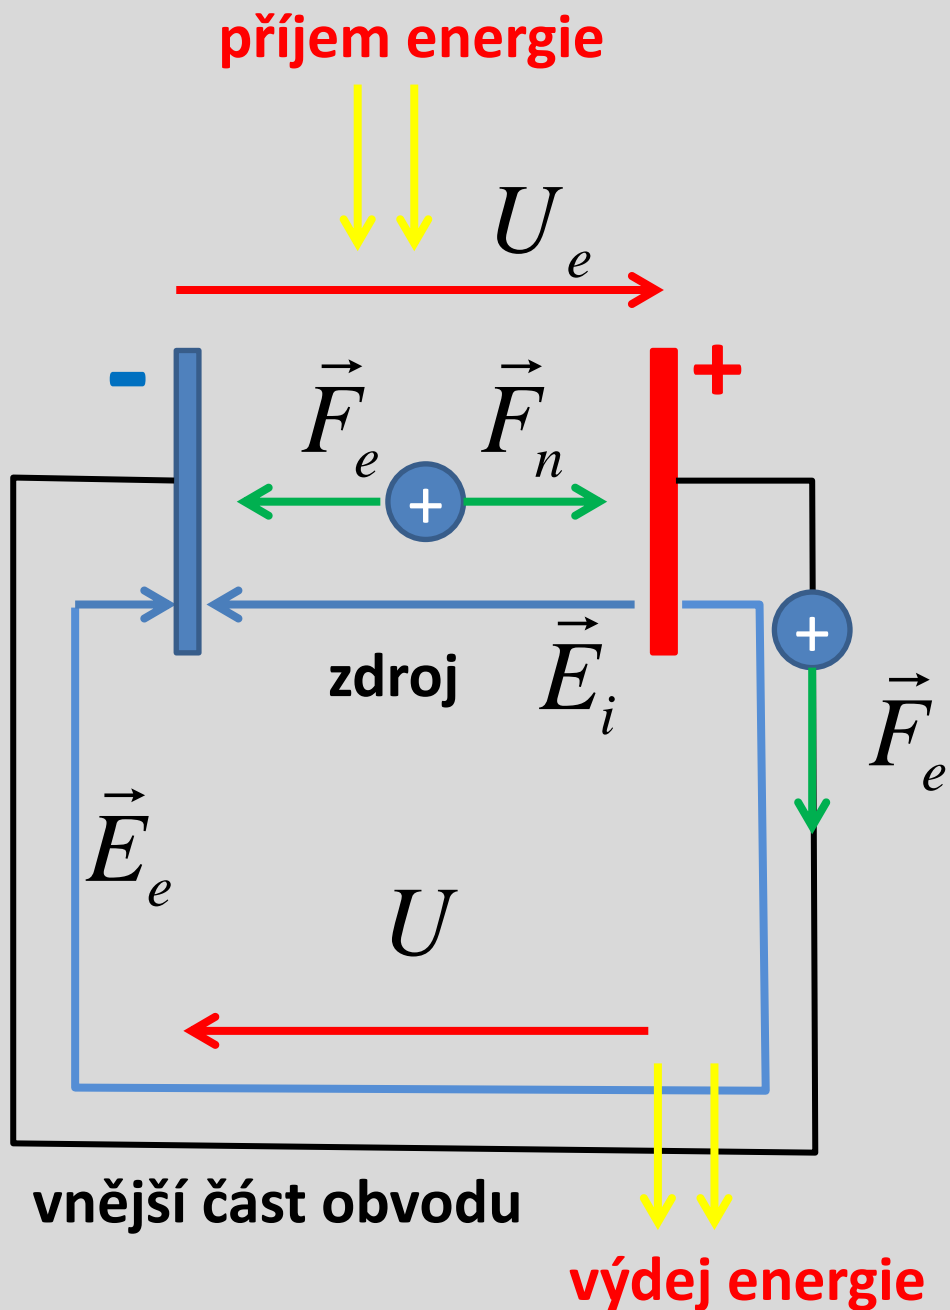 příjem energie
U_e
- +
F_e F_n
+
+
zdroj E_i
F_e
E_e
U
vnější část obvodu
výdej energie